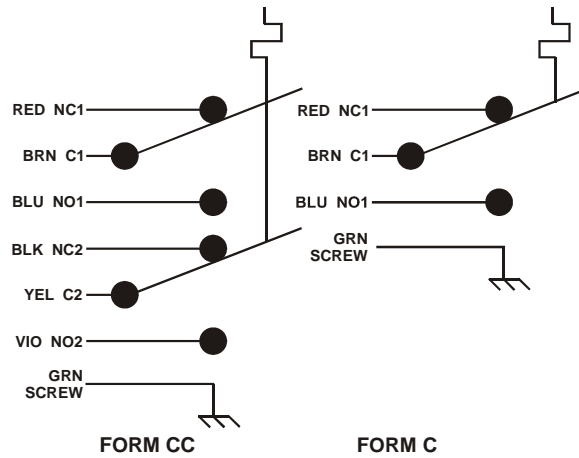 RED NC1
BRN C1
BLU NO1
BLK NC2
YEL C2
VIO NO2
GRN
SCREW
FORM CC
RED NC1
BRN C1
BLU NO1
GRN
SCREW
FORM C